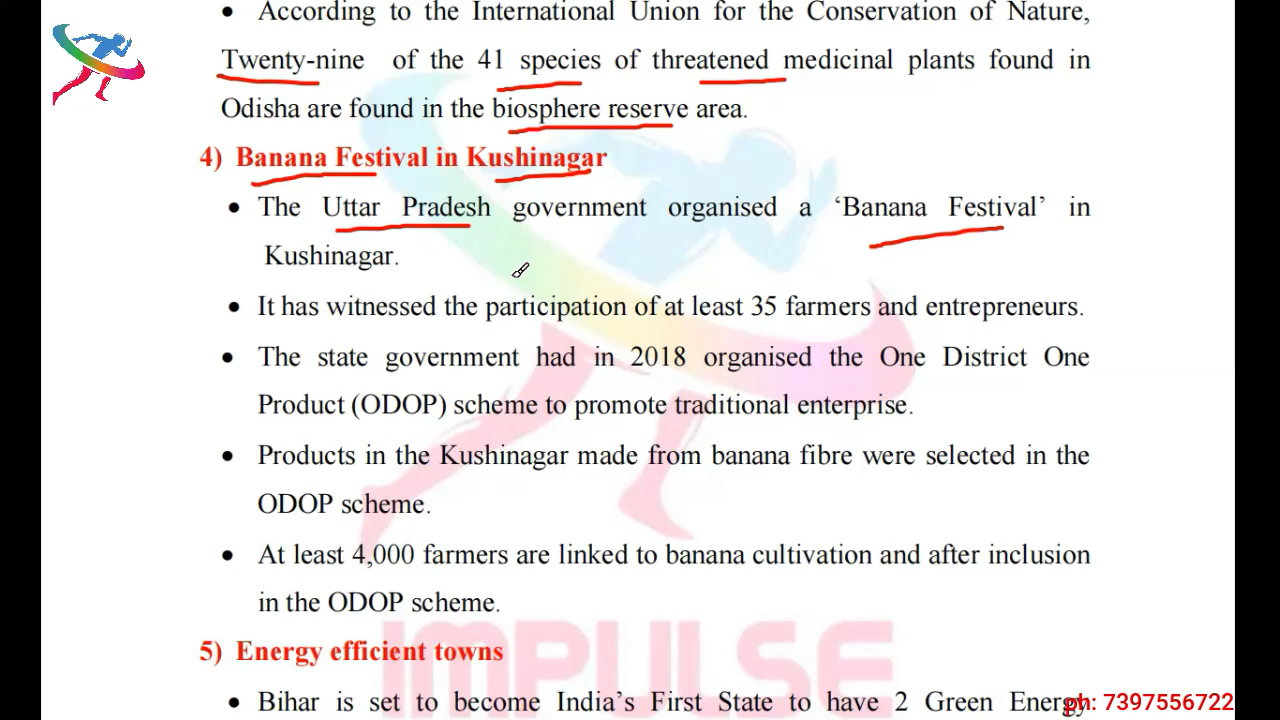 • According to the International Union for the Conservation of Nature,
Twenty-nine of the 41 species of threatened medicinal plants found in
Odisha are found in the biosphere reserve area.
4) Banana Festival in Kushinagar
• The Uttar Pradesh government organised a ‘Banana Festival’ in
Kushinagar.
• It has witnessed the participation of at least 35 farmers and entrepreneurs.
• The state government had in 2018 organised the One District One
Product (ODOP) scheme to promote traditional enterprise.
• Products in the Kushinagar made from banana fibre were selected in the
ODOP scheme.
• At least 4,000 farmers are linked to banana cultivation and after inclusion
in the ODOP scheme.
IMPULSE
5) Energy efficient towns
• Bihar is set to become India’s First State to have 2 Green Energy
ph: 7397556722